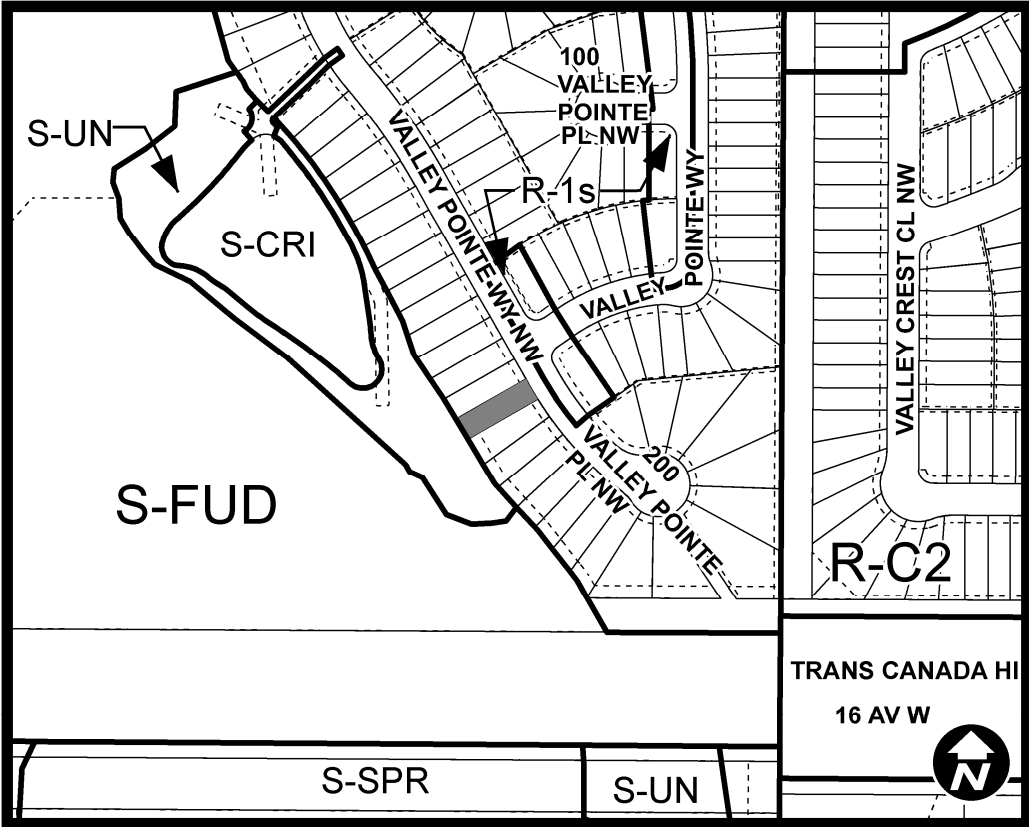 100
VALLEY
POINTE
PL NW
S-UN
VALLEY POINTE WY NW
R-1s
POINTE WY
VALLEY
S-CRI
VALLEY CREST CL NW
200
VALLEY POINTE
PL NW
S-FUD
R-C2
TRANS CANADA HI
16 AV W
N
S-SPR
S-UN